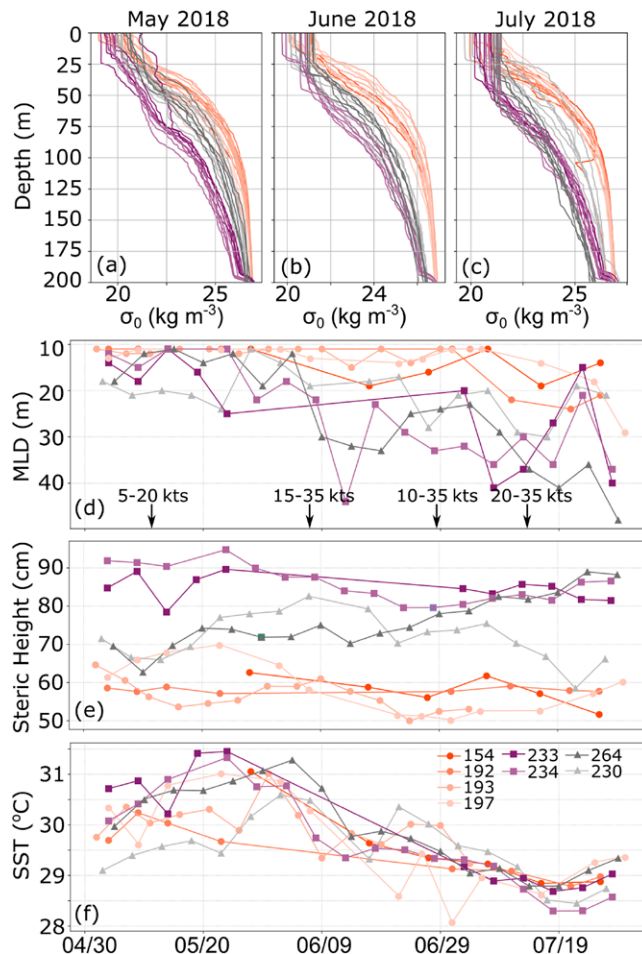 May 2018 June 2018 July 2018
0
25
50
75
100
125
150
175
200
Depth (m)
(a) (b) (c)
20 25 20 24 20 25
σ₀ (kg m⁻³) σ₀ (kg m⁻³) σ₀ (kg m⁻³)
10
20
30
40
MLD (m)
5-20 kts 15-35 kts 10-35 kts 20-35 kts
(d)
90
80
70
60
50
Steric Height (cm)
(e)
31
30
29
28
SST (°C)
154 233 264
192 234 230
193
197
(f)
04/30 05/20 06/09 06/29 07/19